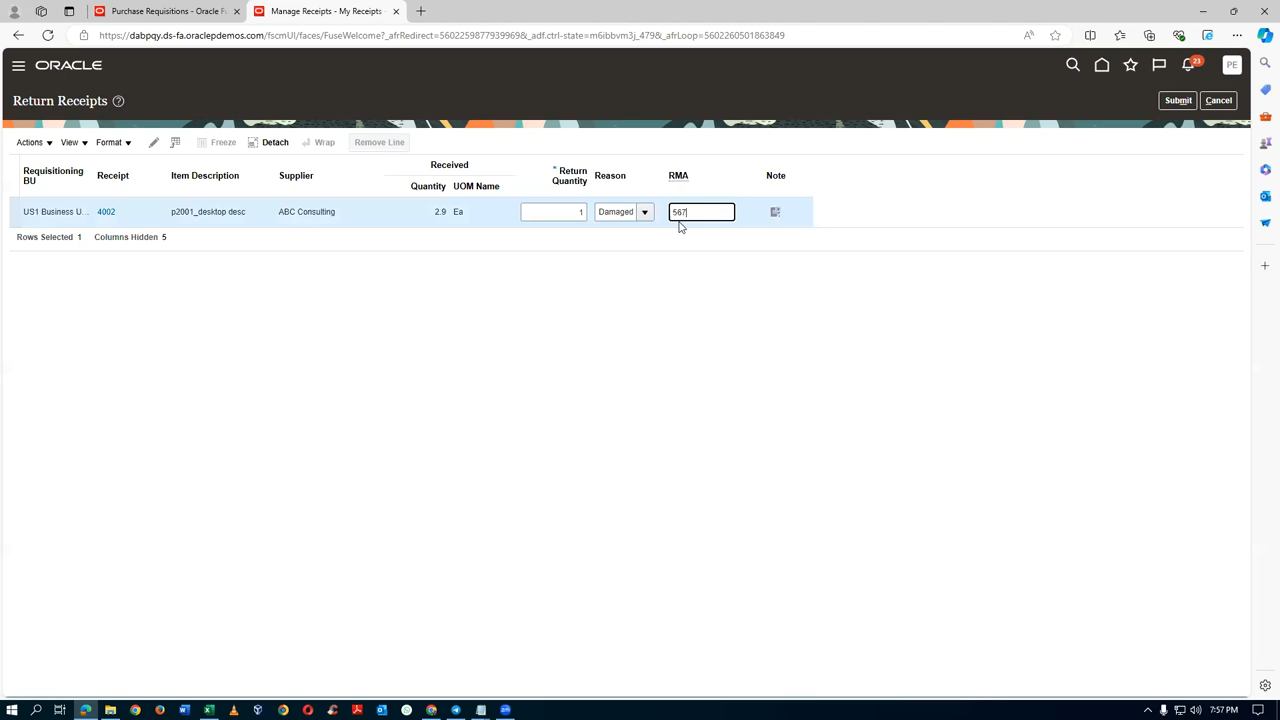 Purchase Requisitions - Oracle Fu
Manage Receipts - My Receipts -
https://dabpqy.ds-fa.oraclepdemos.com/fscmUI/faces/FuseWelcome?_afrRedirect=5602259877939969&_adf.ctrl-state=m6ibbvm3j_479&_afrLoop=5602260501863849
ORACLE
23
PE
Return Receipts
Submit Cancel
Actions View Format Freeze Detach Wrap Remove Line
Requisitioning BU
Receipt
Item Description
Supplier
Received
Quantity UOM Name
* Return Quantity
Reason
RMA
Note
US1 Business U... 4002 p2001_desktop desc ABC Consulting 2.9 Ea 1 Damaged 567
Rows Selected 1 Columns Hidden 5
7:57 PM